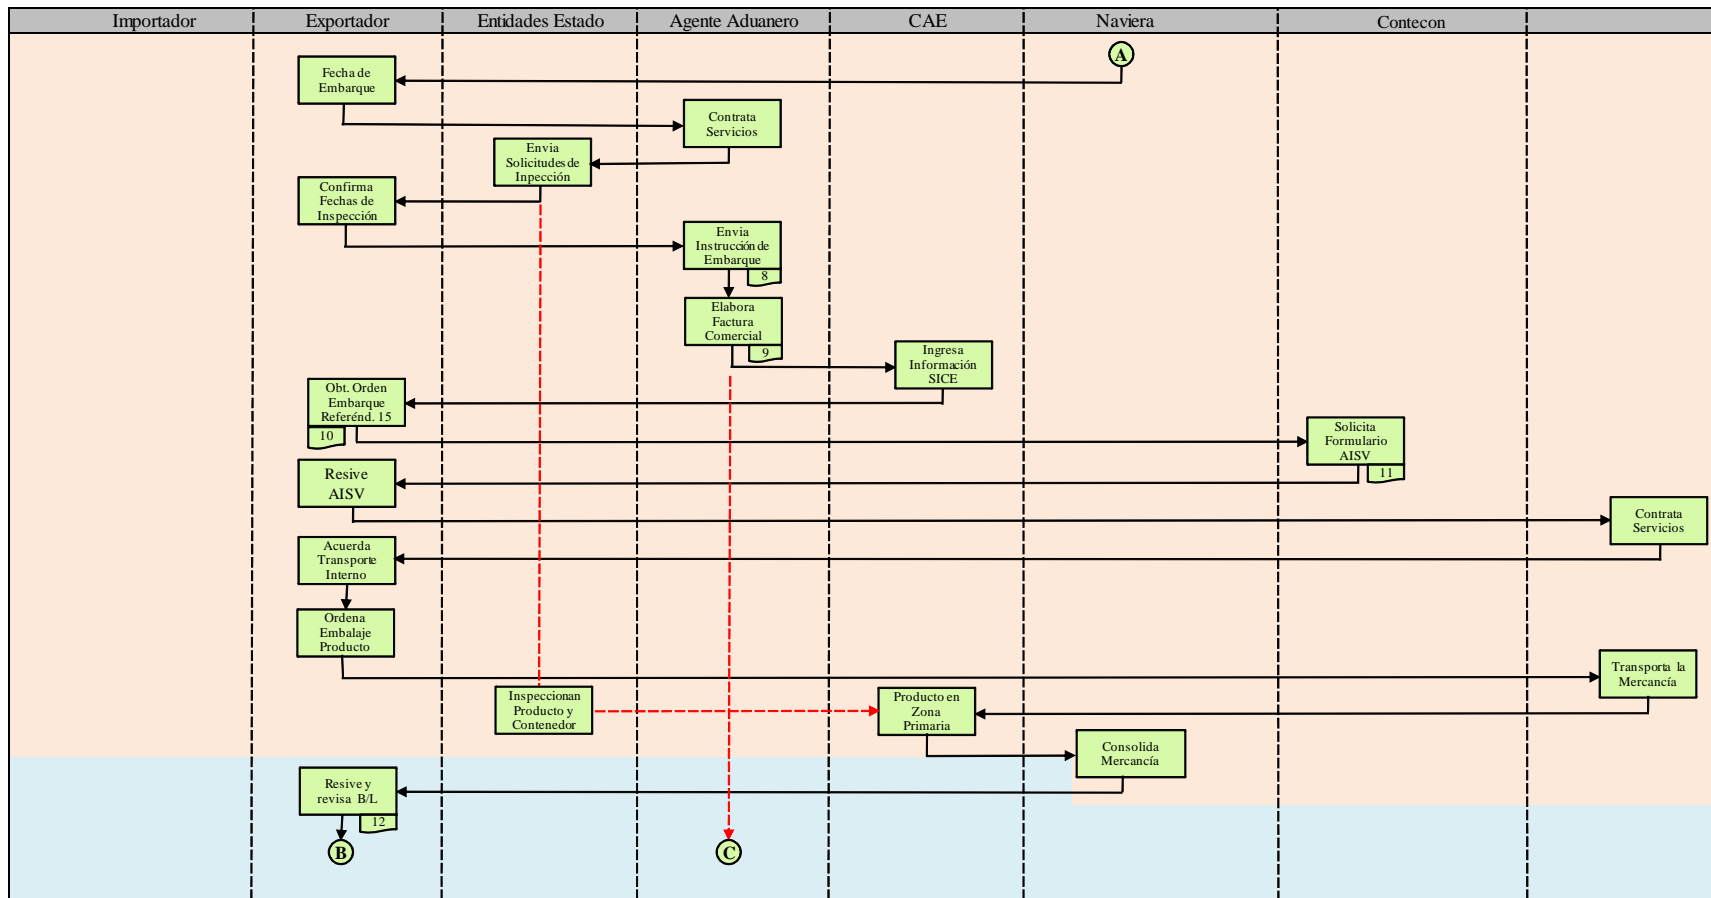 Importador Exportador Entidades Estado Agente Aduanero CAE Naviera Contecon
A
Fecha de
Embarque
Contrata
Servicios
Envia
Solicitudes de
Inpección
Confirma
Fechas de
Inspección
Envia
Instrucción de
Embarque
8
Elabora
Factura
Comercial
9
Ingresa
Información
SICE
Obt. Orden
Embarque
Referénd. 15
10
Solicita
Formulario
AISV
11
Resive
AISV
Contrata
Servicios
Acuerda
Transporte
Interno
Ordena
Embalaje
Producto
Transporta la
Mercancía
Inspeccionan
Producto y
Contenedor
Producto en
Zona
Primaria
Consolida
Mercancía
Resive y
revisa B/L
12
B
C